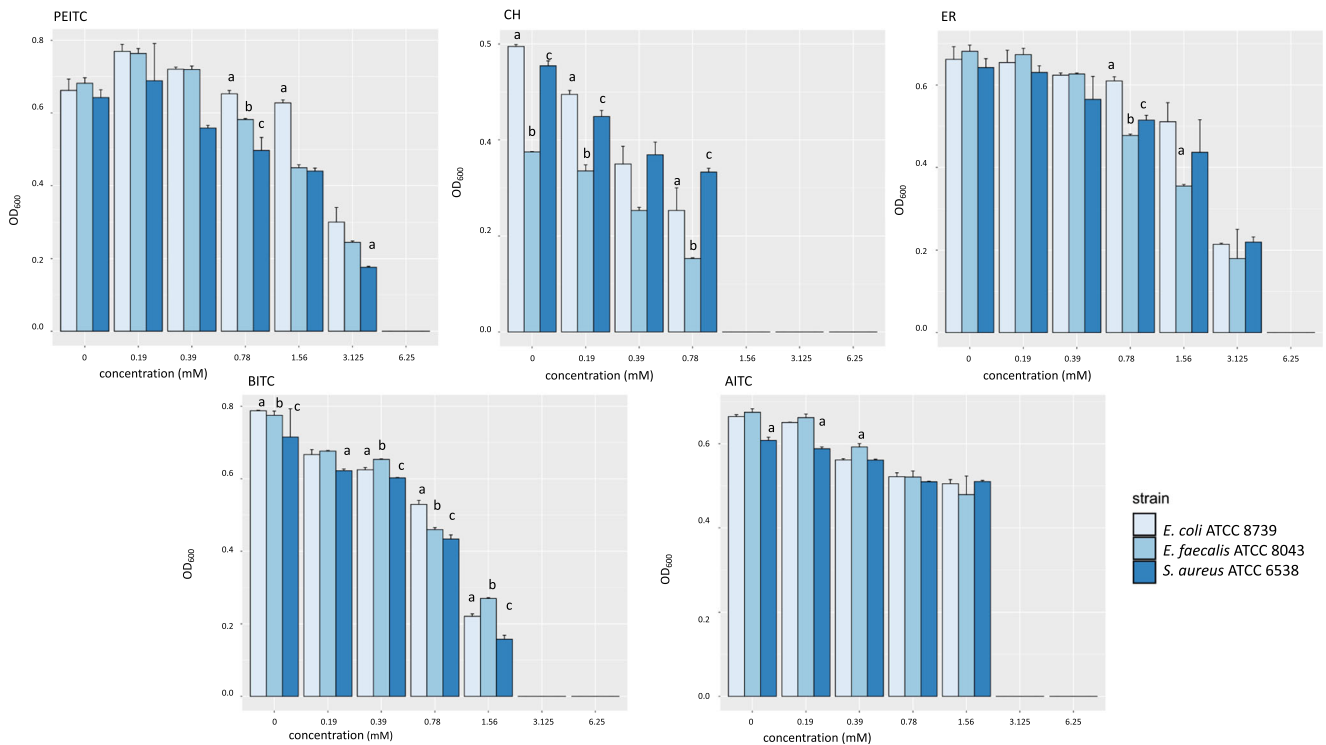 PEITC
0.8
0.6
0.4
0.2
0.0
OD600
a
b
c
a
a
0
0.19
0.39
0.78
1.56
3.125
6.25
concentration (mM)
CH
0.5
0.4
0.2
0.0
OD600
a
b
c
a
b
c
a
b
c
0
0.19
0.39
0.78
1.56
3.125
6.25
concentration (mM)
ER
0.6
0.4
0.2
0.0
OD600
a
b
c
a
0
0.19
0.39
0.78
1.56
3.125
6.25
concentration (mM)
BITC
0.8
0.6
0.4
0.2
0.0
OD600
a
b
c
a
a
b
c
a
b
c
a
b
c
0
0.19
0.39
0.78
1.56
3.125
6.25
concentration (mM)
AITC
0.6
0.4
0.2
0.0
OD600
a
a
a
0
0.19
0.39
0.78
1.56
3.125
6.25
concentration (mM)
strain
E. coli ATCC 8739
E. faecalis ATCC 8043
S. aureus ATCC 6538